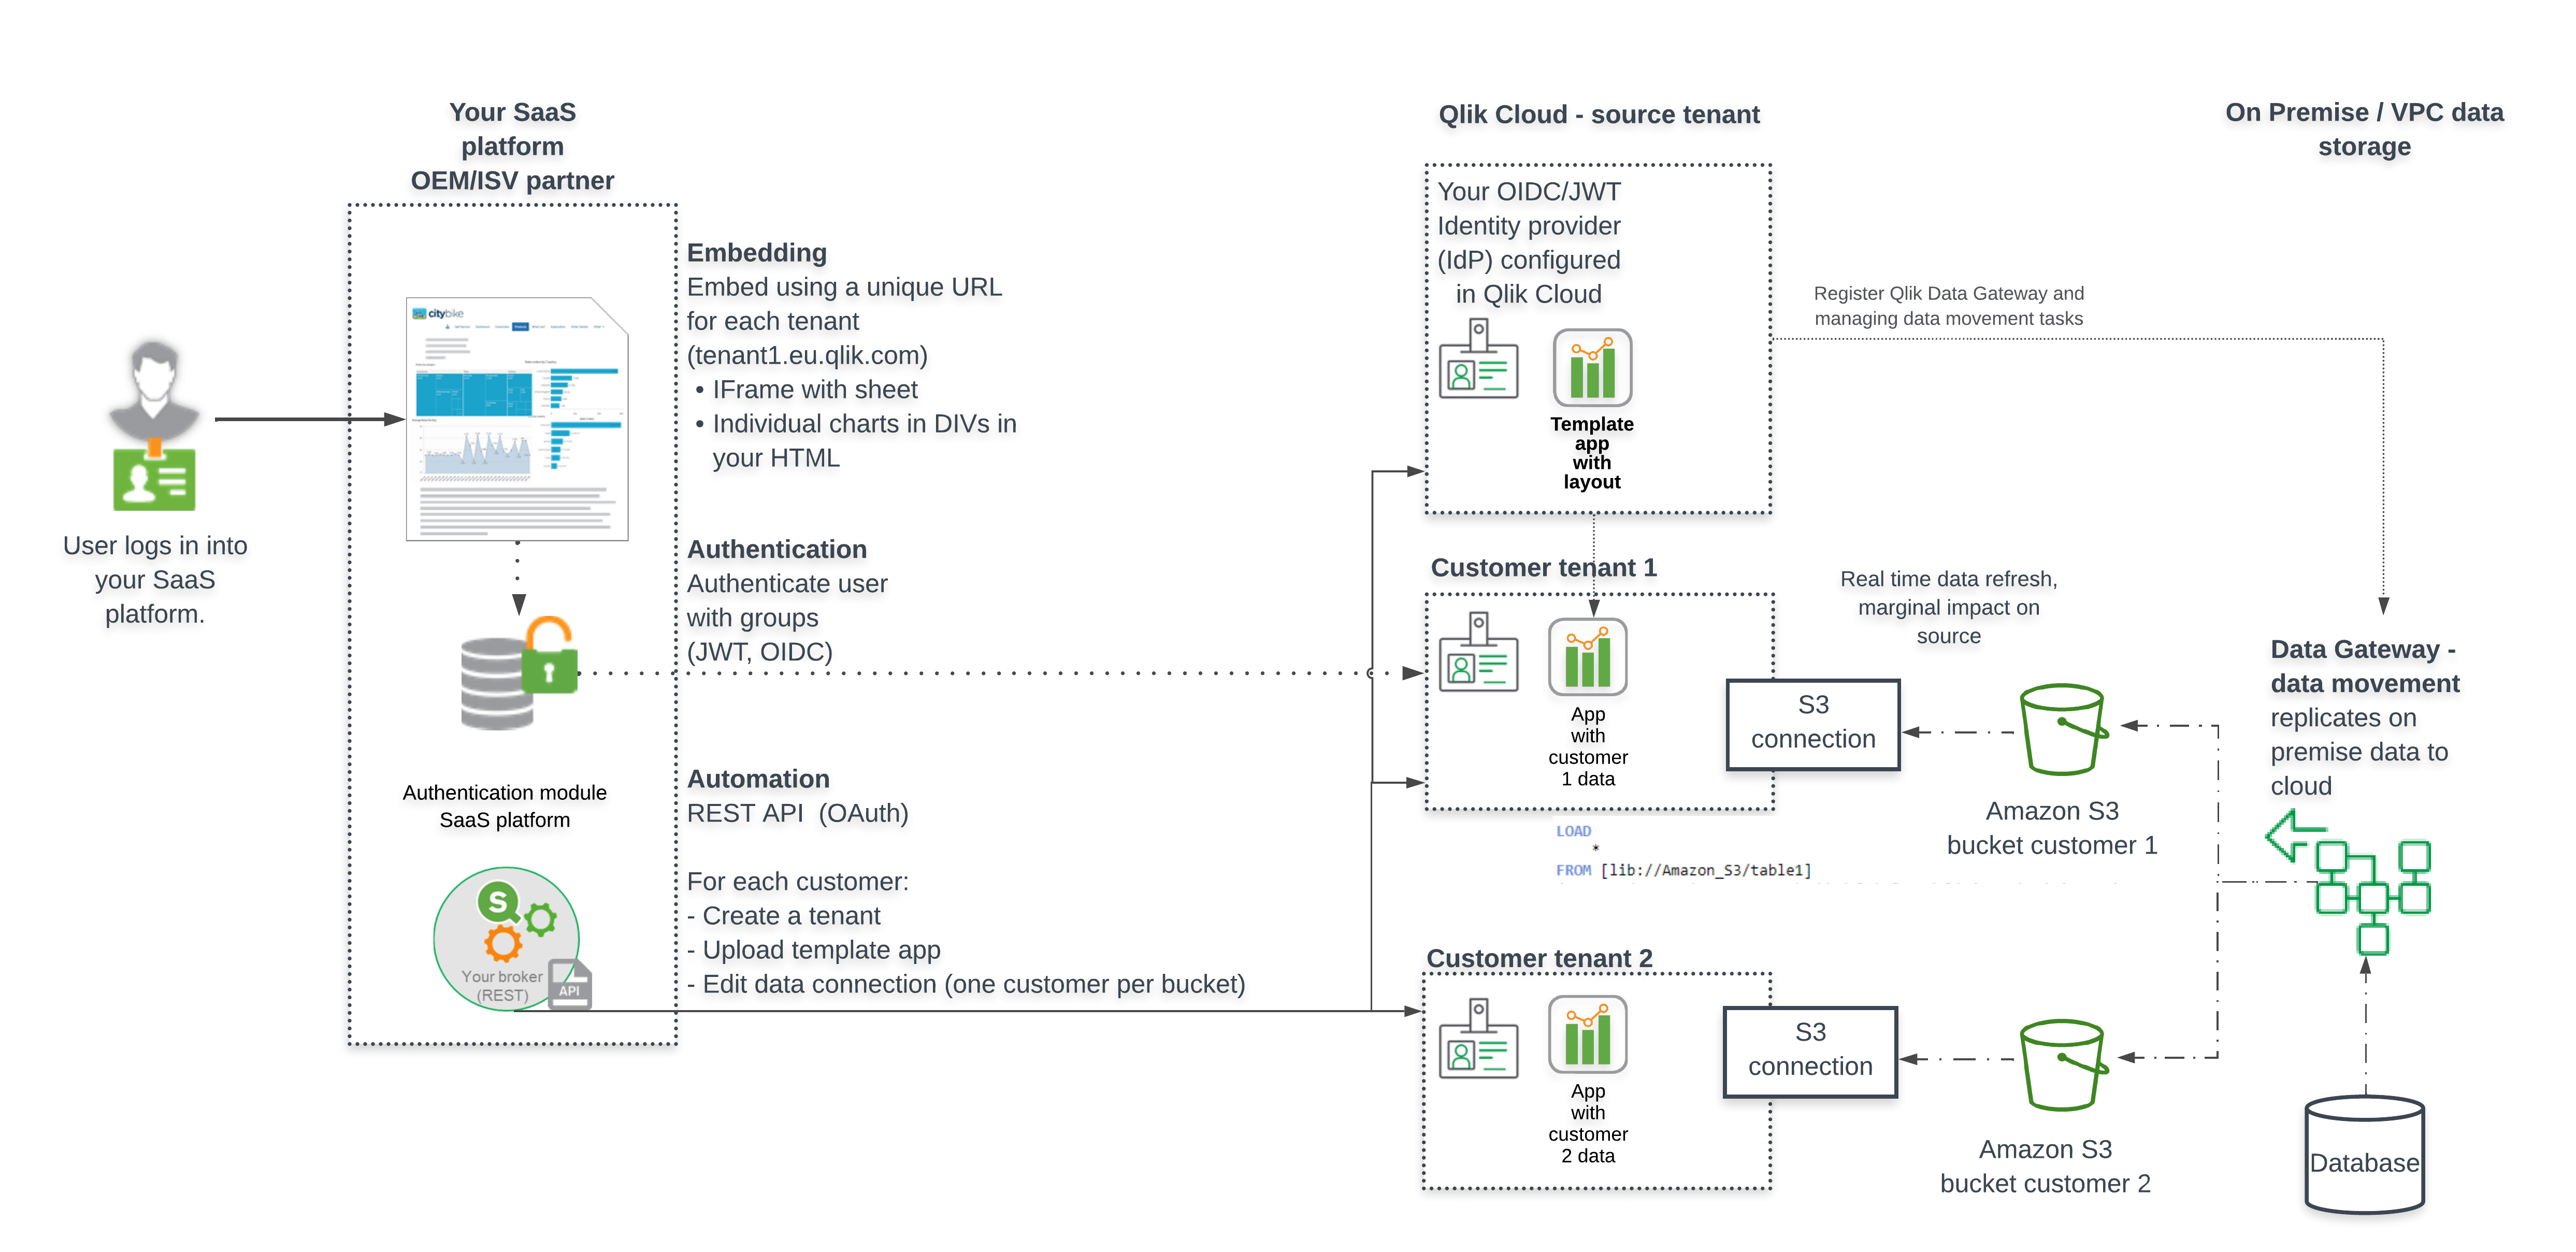 Your SaaS
platform
OEM/ISV partner
Qlik Cloud - source tenant
On Premise / VPC data
storage
User logs in into
your SaaS
platform.
citybike
Embedding
Embed using a unique URL
for each tenant
(tenant1.eu.qlik.com)
• IFrame with sheet
• Individual charts in DIVs in
your HTML
Authentication
Authenticate user
with groups
(JWT, OIDC)
Authentication module
SaaS platform
Automation
REST API  (OAuth)
For each customer:
- Create a tenant
- Upload template app
- Edit data connection (one customer per bucket)
S
Your broker
(REST)
API
Your OIDC/JWT
Identity provider
(IdP) configured
in Qlik Cloud
Template
app
with
layout
Register Qlik Data Gateway and
managing data movement tasks
Customer tenant 1
App
with
customer
1 data
S3
connection
Real time data refresh,
marginal impact on
source
Amazon S3
bucket customer 1
LOAD
*
FROM [lib://Amazon_S3/table1]
Customer tenant 2
App
with
customer
2 data
S3
connection
Amazon S3
bucket customer 2
Data Gateway -
data movement
replicates on
premise data to
cloud
Database